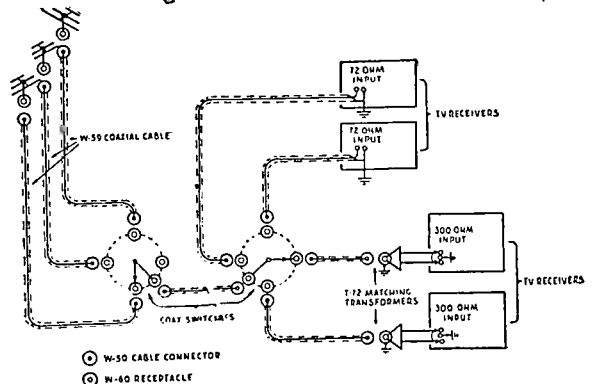 72 OHM
INPUT
72 OHM
INPUT
TV RECEIVERS
W-59 COAXIAL CABLE
300 OHM
INPUT
T-72 MATCHING
TRANSFORMERS
TV RECEIVERS
COAX SWITCHES
300 OHM
INPUT
W-50 CABLE CONNECTOR
W-60 RECEPTACLE